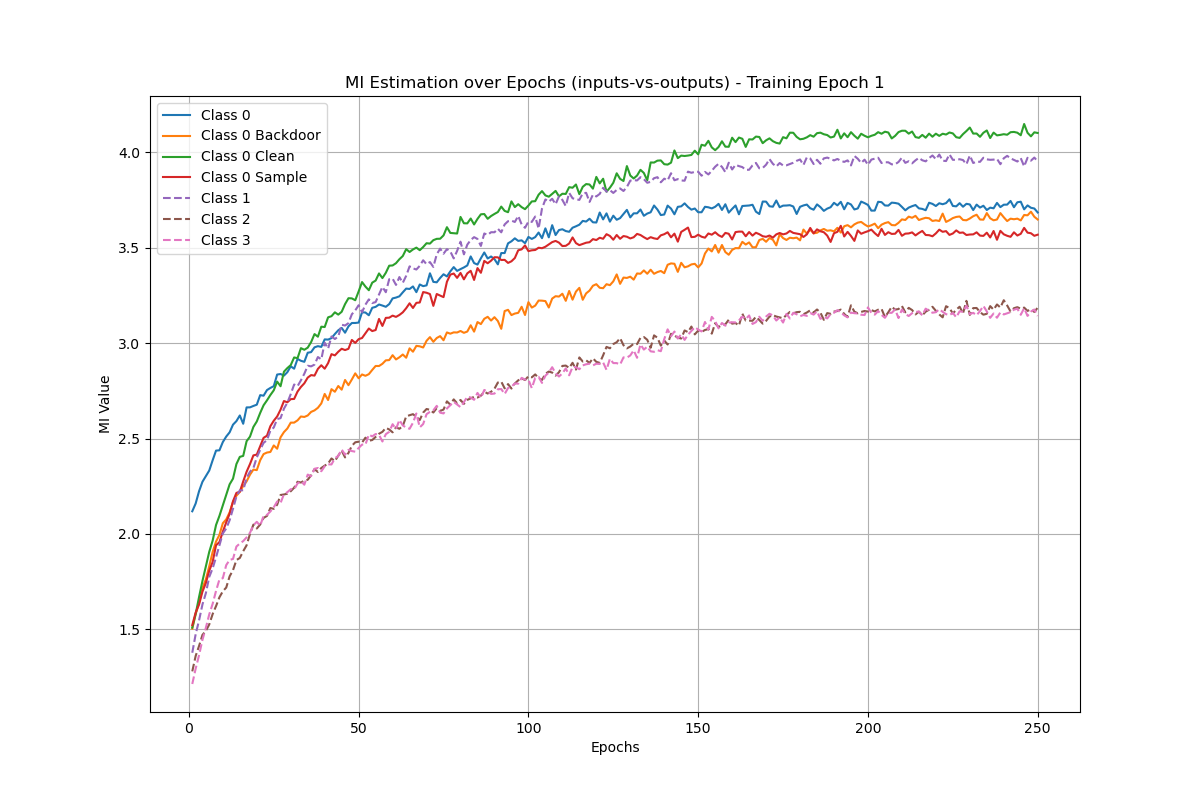 MI Estimation over Epochs (inputs-vs-outputs) - Training Epoch 1
Class 0
Class 0 Backdoor
Class 0 Clean
Class 0 Sample
Class 1
Class 2
Class 3
4.0
3.5
3.0
2.5
2.0
1.5
MI Value
0 50 100 150 200 250
Epochs